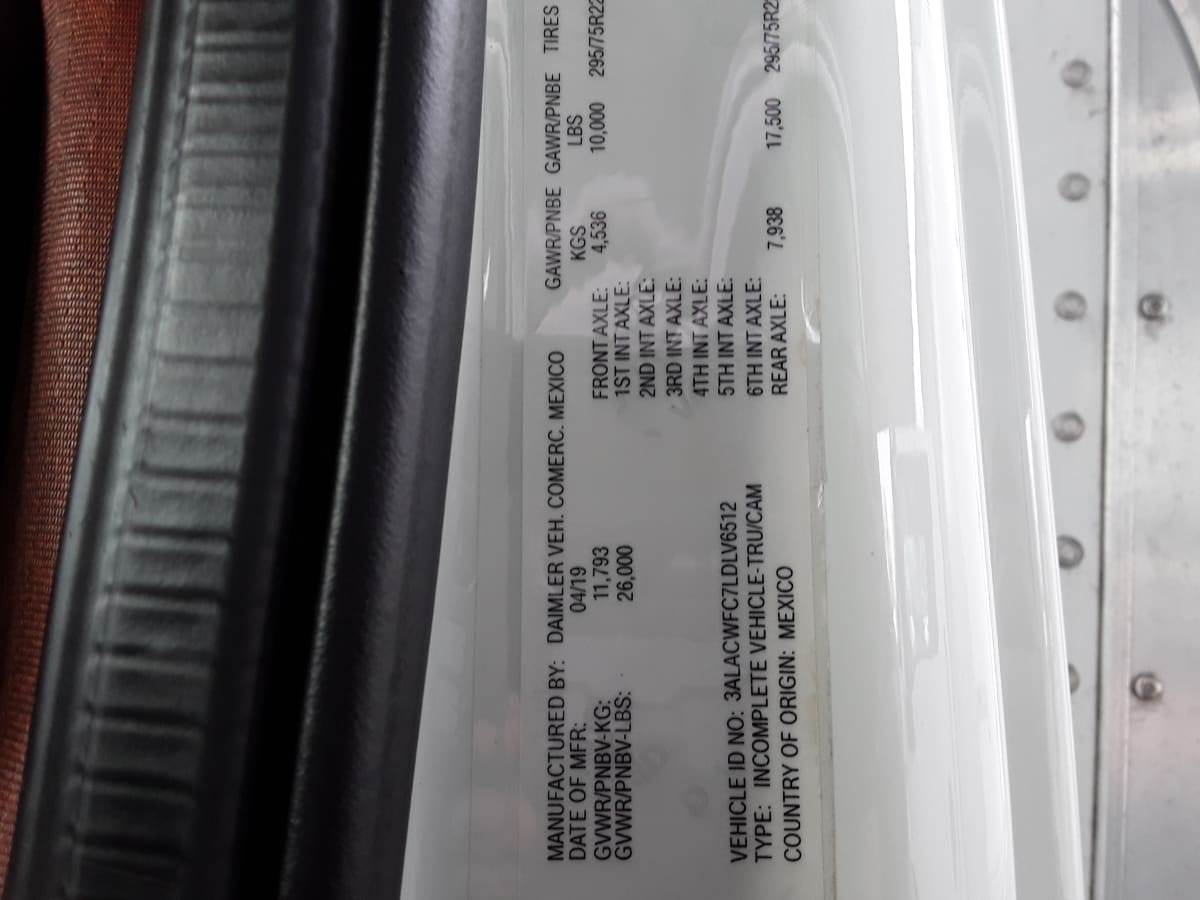 MANUFACTURED BY: DAIMLER VEH. COMERC. MEXICO GAWR/PNBE GAWR/PNBE TIRES
DATE OF MFR: 04/19 KGS LBS
GVWR/PNBV-KG: 11,793 FRONT AXLE: 4,536 10,000 295/75R22
GVWR/PNBV-LBS: 26,000 1ST INT AXLE:
2ND INT AXLE:
3RD INT AXLE:
4TH INT AXLE:
VEHICLE ID NO: 3ALACWFC7LDLV6512 5TH INT AXLE:
TYPE: INCOMPLETE VEHICLE-TRU/CAM 6TH INT AXLE:
COUNTRY OF ORIGIN: MEXICO REAR AXLE: 7,938 17,500 295/75R2